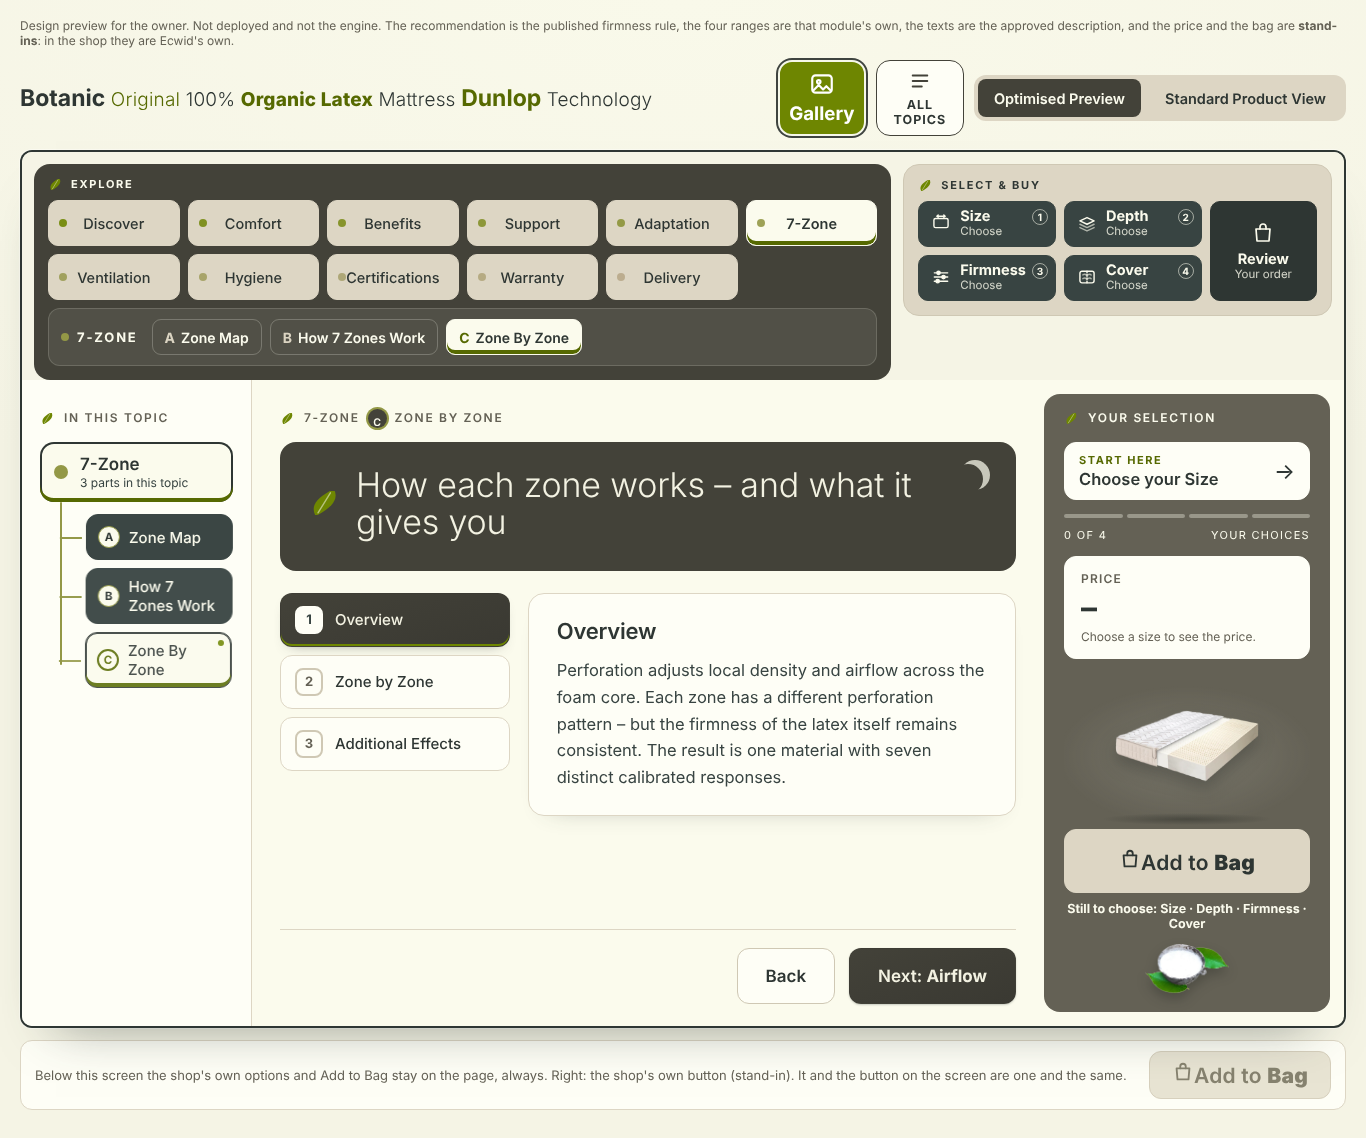 Design preview for the owner. Not deployed and not the engine. The recommendation is the published firmness rule, the four ranges are that module's own, the texts are the approved description, and the price and the bag are stand-
ins: in the shop they are Ecwid's own.
Botanic Original 100% Organic Latex Mattress Dunlop Technology
Gallery
ALL
TOPICS
Optimised Preview
Standard Product View
EXPLORE
Discover
Comfort
Benefits
Support
Adaptation
7-Zone
Ventilation
Hygiene
Certifications
Warranty
Delivery
7-ZONE
A Zone Map
B How 7 Zones Work
C Zone By Zone
SELECT & BUY
Size 1
Choose
Depth 2
Choose
Firmness 3
Choose
Cover 4
Choose
Review
Your order
IN THIS TOPIC
7-Zone
3 parts in this topic
A Zone Map
B How 7
Zones Work
C Zone By
Zone
7-ZONE C ZONE BY ZONE
How each zone works – and what it
gives you
1 Overview
2 Zone by Zone
3 Additional Effects
Overview
Perforation adjusts local density and airflow across the
foam core. Each zone has a different perforation
pattern – but the firmness of the latex itself remains
consistent. The result is one material with seven
distinct calibrated responses.
Back
Next: Airflow
YOUR SELECTION
START HERE
Choose your Size
0 OF 4
YOUR CHOICES
PRICE
–
Choose a size to see the price.
Add to Bag
Still to choose: Size · Depth · Firmness ·
Cover
Below this screen the shop's own options and Add to Bag stay on the page, always. Right: the shop's own button (stand-in). It and the button on the screen are one and the same.
Add to Bag